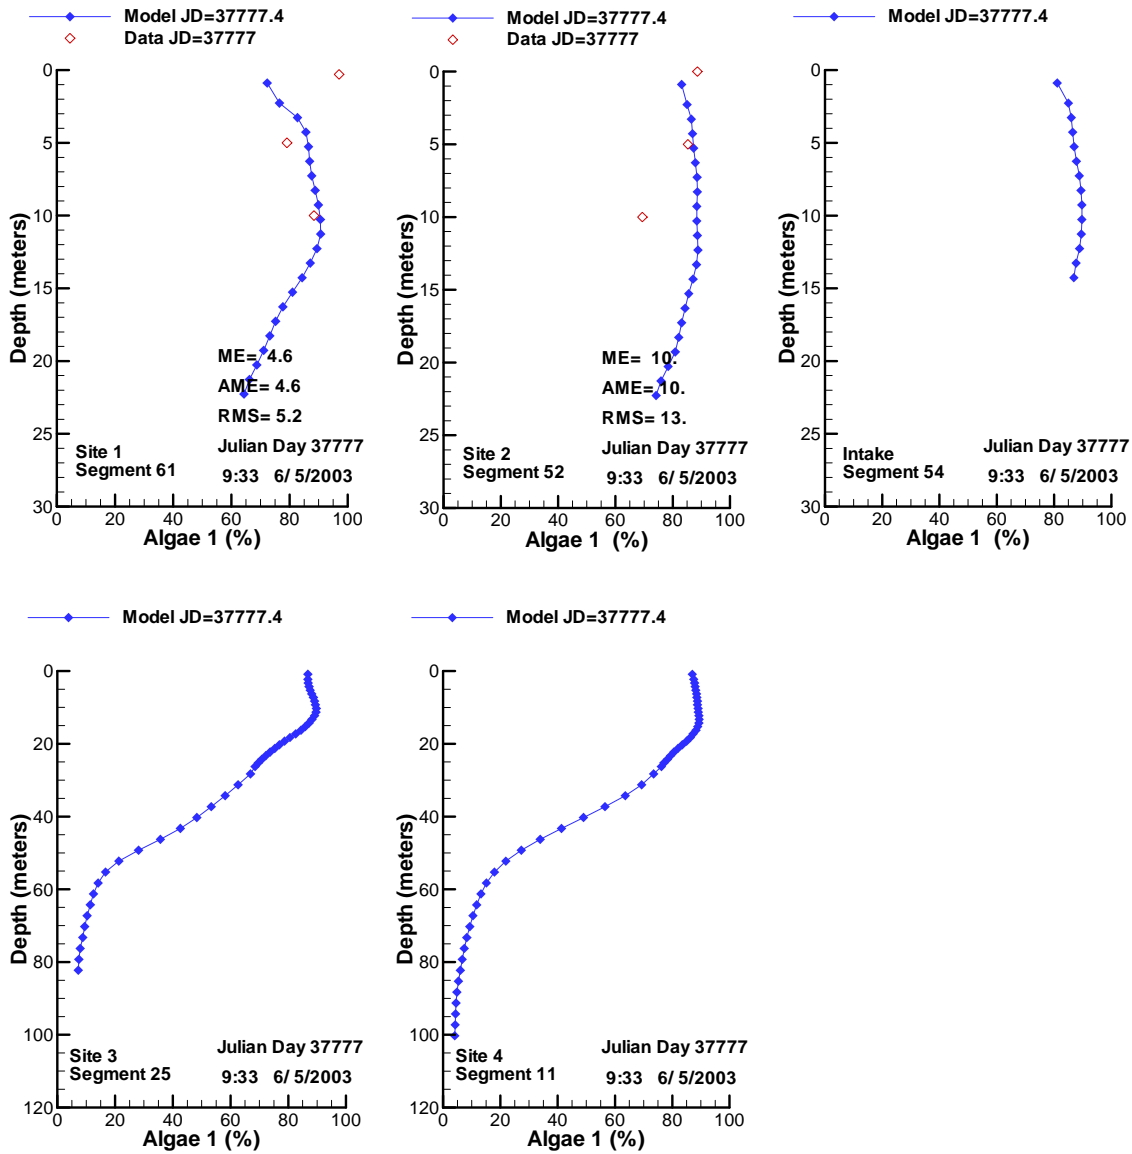 Model JD=37777.4
Data JD=37777
0
5
10
15
20
25
30
Depth (meters)
ME= 4.6
AME= 4.6
RMS= 5.2
Site 1
Segment 61
Julian Day 37777
9:33 6/ 5/2003
0 20 40 60 80 100
Algae 1 (%)
Model JD=37777.4
Data JD=37777
0
5
10
15
20
25
30
Depth (meters)
ME= 10.
AME= 10.
RMS= 13.
Site 2
Segment 52
Julian Day 37777
9:33 6/ 5/2003
0 20 40 60 80 100
Algae 1 (%)
Model JD=37777.4
0
5
10
15
20
25
30
Depth (meters)
Intake
Segment 54
Julian Day 37777
9:33 6/ 5/2003
0 20 40 60 80 100
Algae 1 (%)
Model JD=37777.4
0
20
40
60
80
100
120
Depth (meters)
Site 3
Segment 25
Julian Day 37777
9:33 6/ 5/2003
0 20 40 60 80 100
Algae 1 (%)
Model JD=37777.4
0
20
40
60
80
100
120
Depth (meters)
Site 4
Segment 11
Julian Day 37777
9:33 6/ 5/2003
0 20 40 60 80 100
Algae 1 (%)